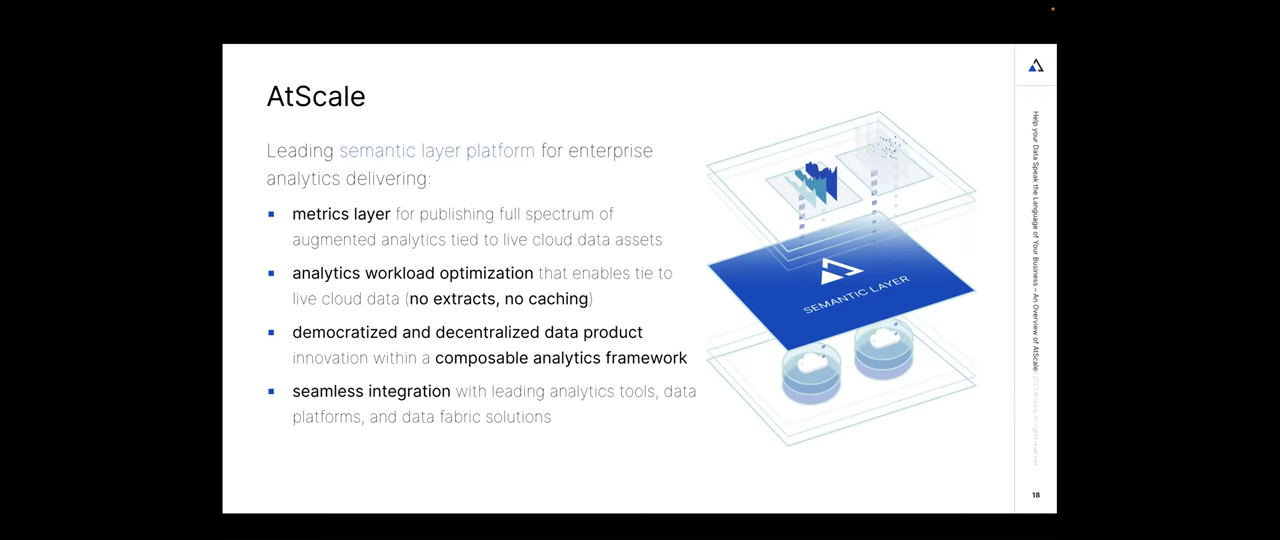 AtScale
Leading semantic layer platform for enterprise
analytics delivering:
metrics layer for publishing full spectrum of
augmented analytics tied to live cloud data assets
analytics workload optimization that enables tie to
live cloud data (no extracts, no caching)
democratized and decentralized data product
innovation within a composable analytics framework
seamless integration with leading analytics tools, data
platforms, and data fabric solutions
SEMANTIC LAYER
Help your Data Speak the Language of Your Business – An Overview of AtScale
18